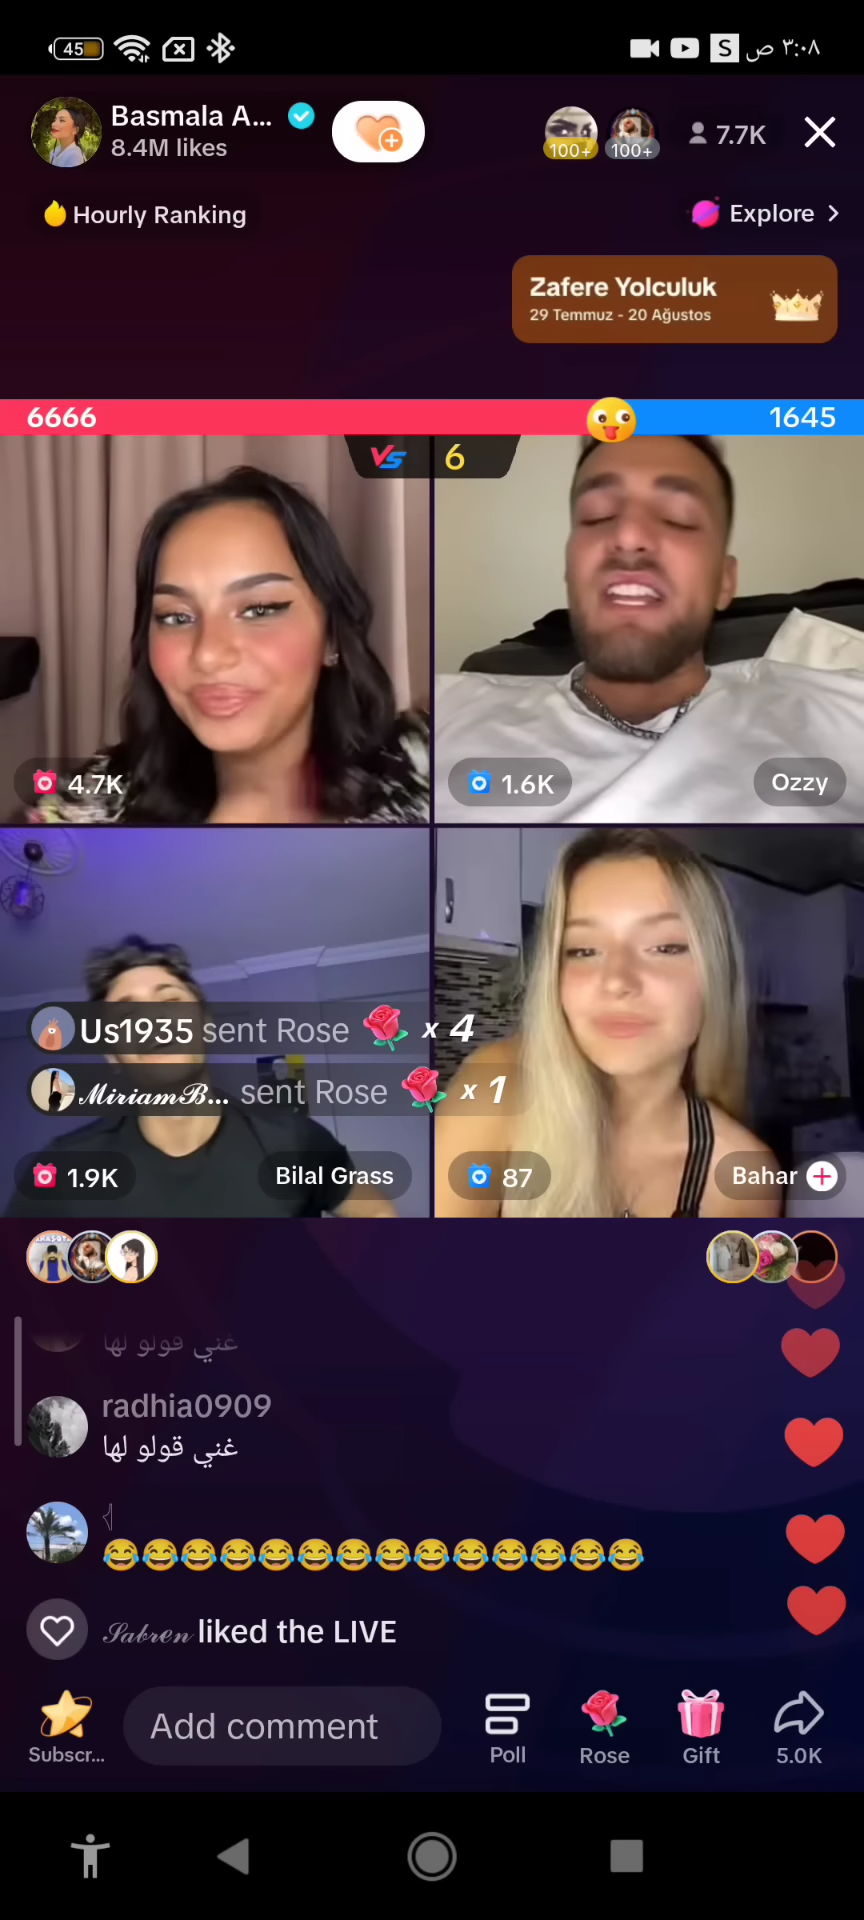 45
٣:٠٨ ص
Basmala A...
8.4M likes
100+
100+
7.7K
Hourly Ranking
Explore >
Zafere Yolculuk
29 Temmuz - 20 Ağustos
6666
1645
VS 6
4.7K
1.6K
Ozzy
Us1935 sent Rose x 4
MiriamB... sent Rose x 1
1.9K
Bilal Grass
87
Bahar +
غني قولو لها
radhia0909
غني قولو لها
😂😂😂😂😂😂😂😂😂😂😂😂😂😂
Sabren liked the LIVE
Subscr...
Add comment
Poll
Rose
Gift
5.0K